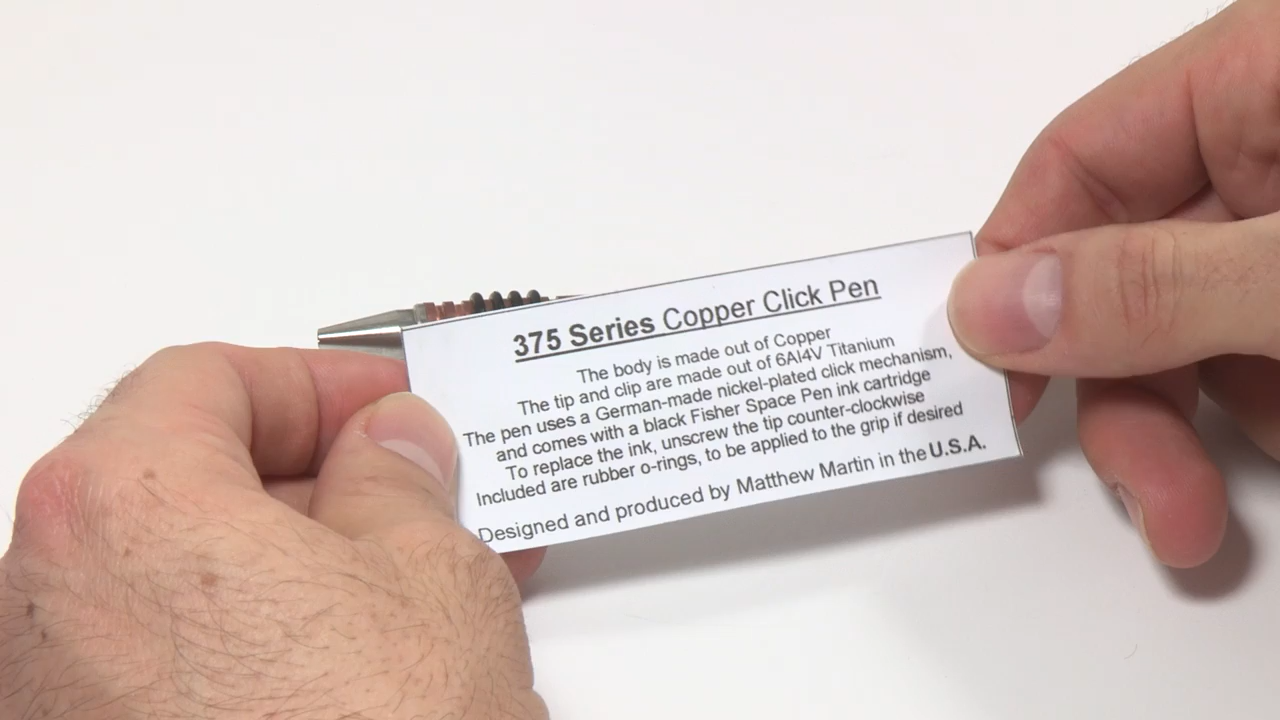 375 Series Copper Click Pen
The body is made out of Copper
The tip and clip are made out of 6Al4V Titanium
The pen uses a German-made nickel-plated click mechanism,
and comes with a black Fisher Space Pen ink cartridge
To replace the ink, unscrew the tip counter-clockwise
Included are rubber o-rings, to be applied to the grip if desired
Designed and produced by Matthew Martin in the U.S.A.